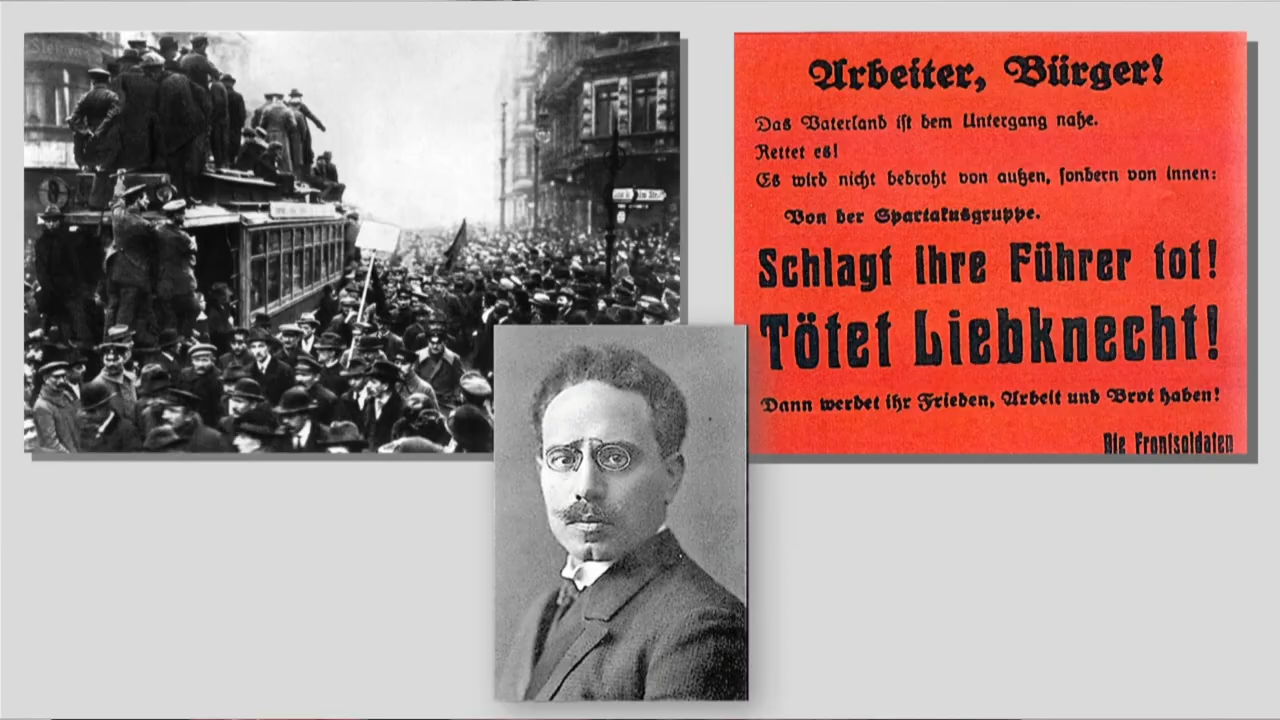 Arbeiter, Bürger!
Das Vaterland ist dem Untergang nahe.
Rettet es!
Es wird nicht bedroht von außen, sondern von innen:
Von der Spartakusgruppe.
Schlagt ihre Führer tot!
Tötet Liebknecht!
Dann werdet ihr Frieden, Arbeit und Brot haben!
Die Frontsoldaten